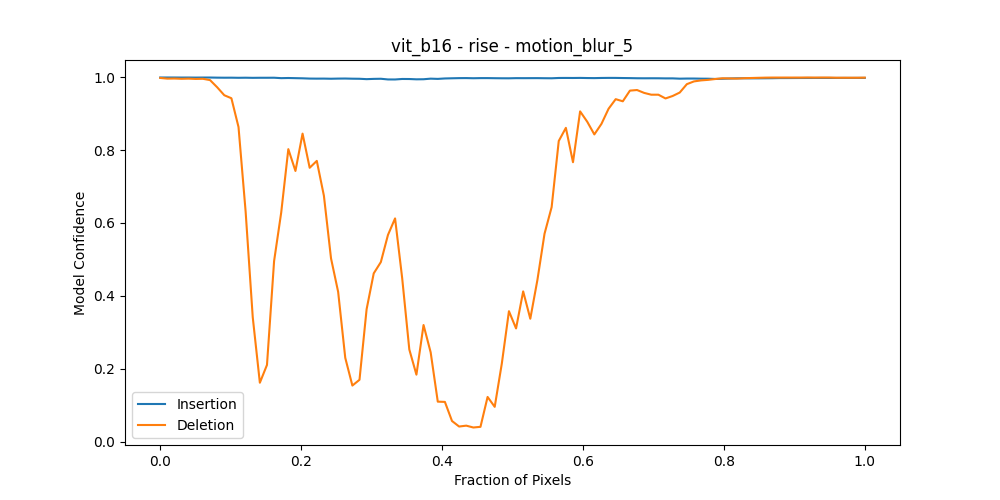 vit_b16 - rise - motion_blur_5
Model Confidence
1.0
0.8
0.6
0.4
0.2
0.0
Insertion
Deletion
0.0 0.2 0.4 0.6 0.8 1.0
Fraction of Pixels